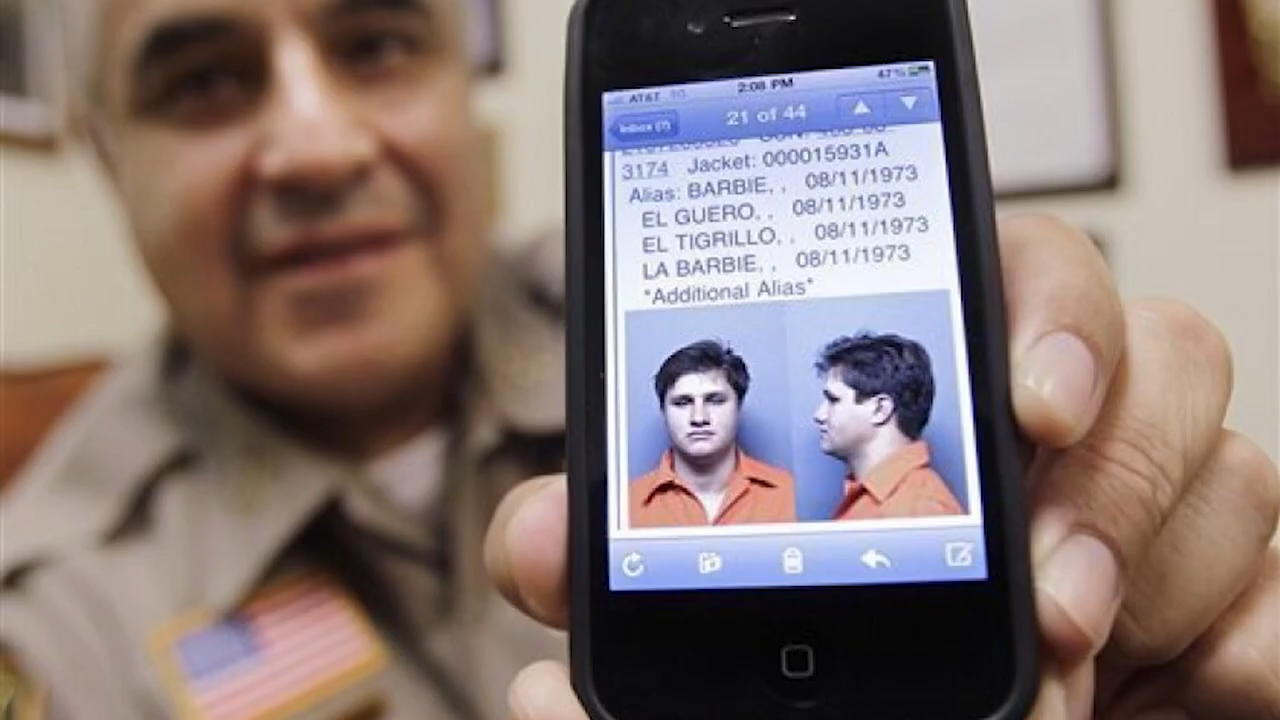 AT&T 2:08 PM 47%
Inbox (7) 21 of 44
3174 Jacket: 000015931A
Alias: BARBIE, , 08/11/1973
EL GUERO, , 08/11/1973
EL TIGRILLO, , 08/11/1973
LA BARBIE, , 08/11/1973
*Additional Alias*